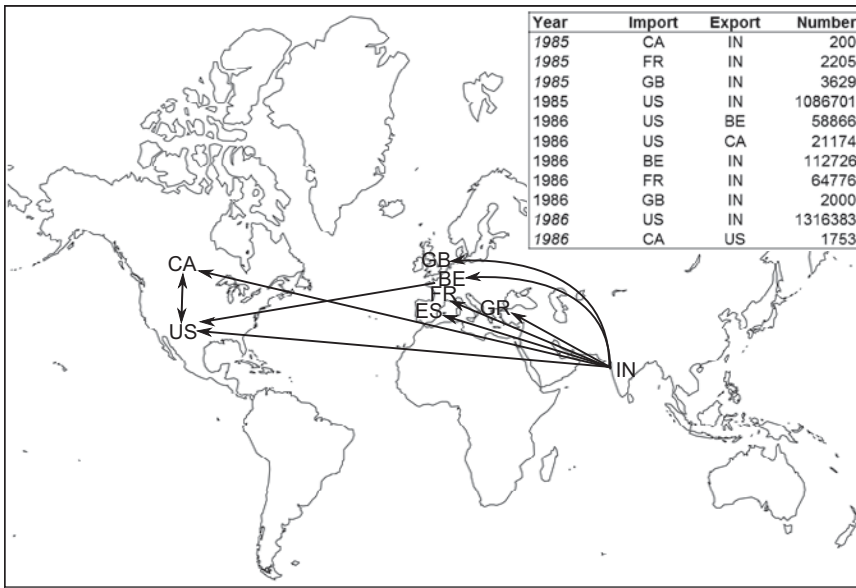 Year Import Export Number
1985 CA IN 200
1985 FR IN 2205
1985 GB IN 3629
1985 US IN 1086701
1986 US BE 58866
1986 US CA 21174
1986 BE IN 112726
1986 FR IN 64776
1986 GB IN 2000
1986 US IN 1316383
1986 CA US 1753
CA
GB
BE
FR
ES
GR
US
IN